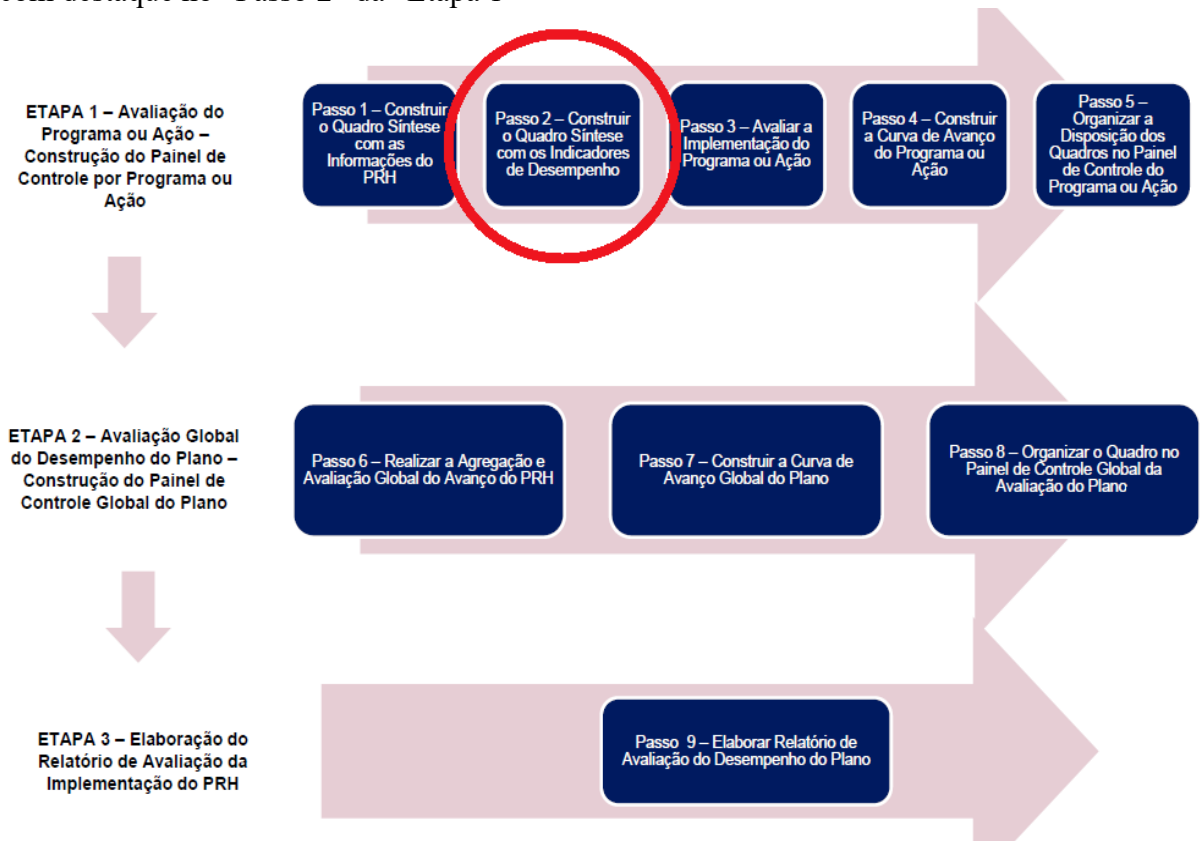 com destaque no "Passo 2" da "Etapa 1"
ETAPA 1 – Avaliação do
Programa ou Ação –
Construção do Painel de
Controle por Programa ou
Ação
Passo 1 – Construir
o Quadro Síntese
com as
Informações do
PRH
Passo 2 – Construir
o Quadro Síntese
com os Indicadores
de Desempenho
Passo 3 – Avaliar a
Implementação do
Programa ou Ação
Passo 4 – Construir
a Curva de Avanço
do Programa ou
Ação
Passo 5 –
Organizar a
Disposição dos
Quadros no Painel
de Controle do
Programa ou Ação
ETAPA 2 – Avaliação Global
do Desempenho do Plano –
Construção do Painel de
Controle Global do Plano
Passo 6 – Realizar a Agregação e
Avaliação Global do Avanço do PRH
Passo 7 – Construir a Curva de
Avanço Global do Plano
Passo 8 – Organizar o Quadro no
Painel de Controle Global da
Avaliação do Plano
ETAPA 3 – Elaboração do
Relatório de Avaliação da
Implementação do PRH
Passo 9 – Elaborar Relatório de
Avaliação do Desempenho do Plano